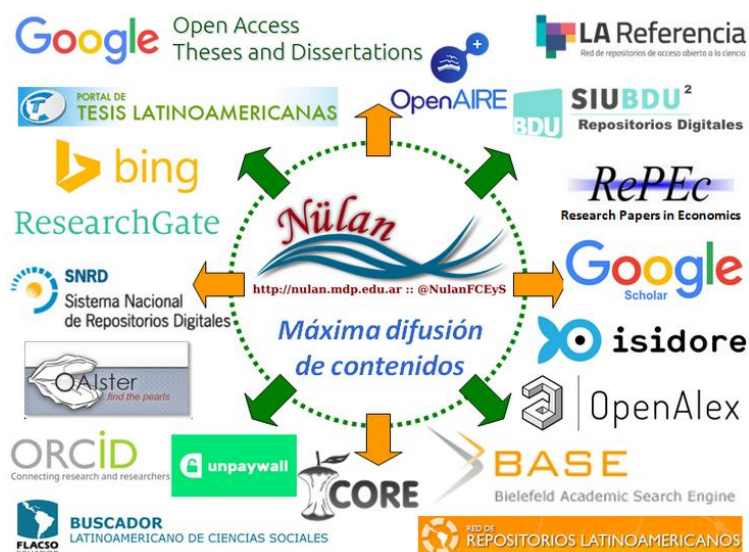 Google
Open Access
Theses and Dissertations
OpenAIRE
LA Referencia
Red de repositorios de acceso abierto a la ciencia
PORTAL DE
TESIS LATINOAMERICANAS
BDU
SIUBDU²
Repositorios Digitales
bing
RePEc
Research Papers in Economics
ResearchGate
Nülan
http://nulan.mdp.edu.ar :: @NulanFCEyS
Máxima difusión
de contenidos
SNRD
Sistema Nacional
de Repositorios Digitales
Google
Scholar
isidore
OAIster
...find the pearls
OpenAlex
ORCID
Connecting research and researchers
unpaywall
CORE
BASE
Bielefeld Academic Search Engine
FLACSO
BUSCADOR
LATINOAMERICANO DE CIENCIAS SOCIALES
RED DE
REPOSITORIOS LATINOAMERICANOS